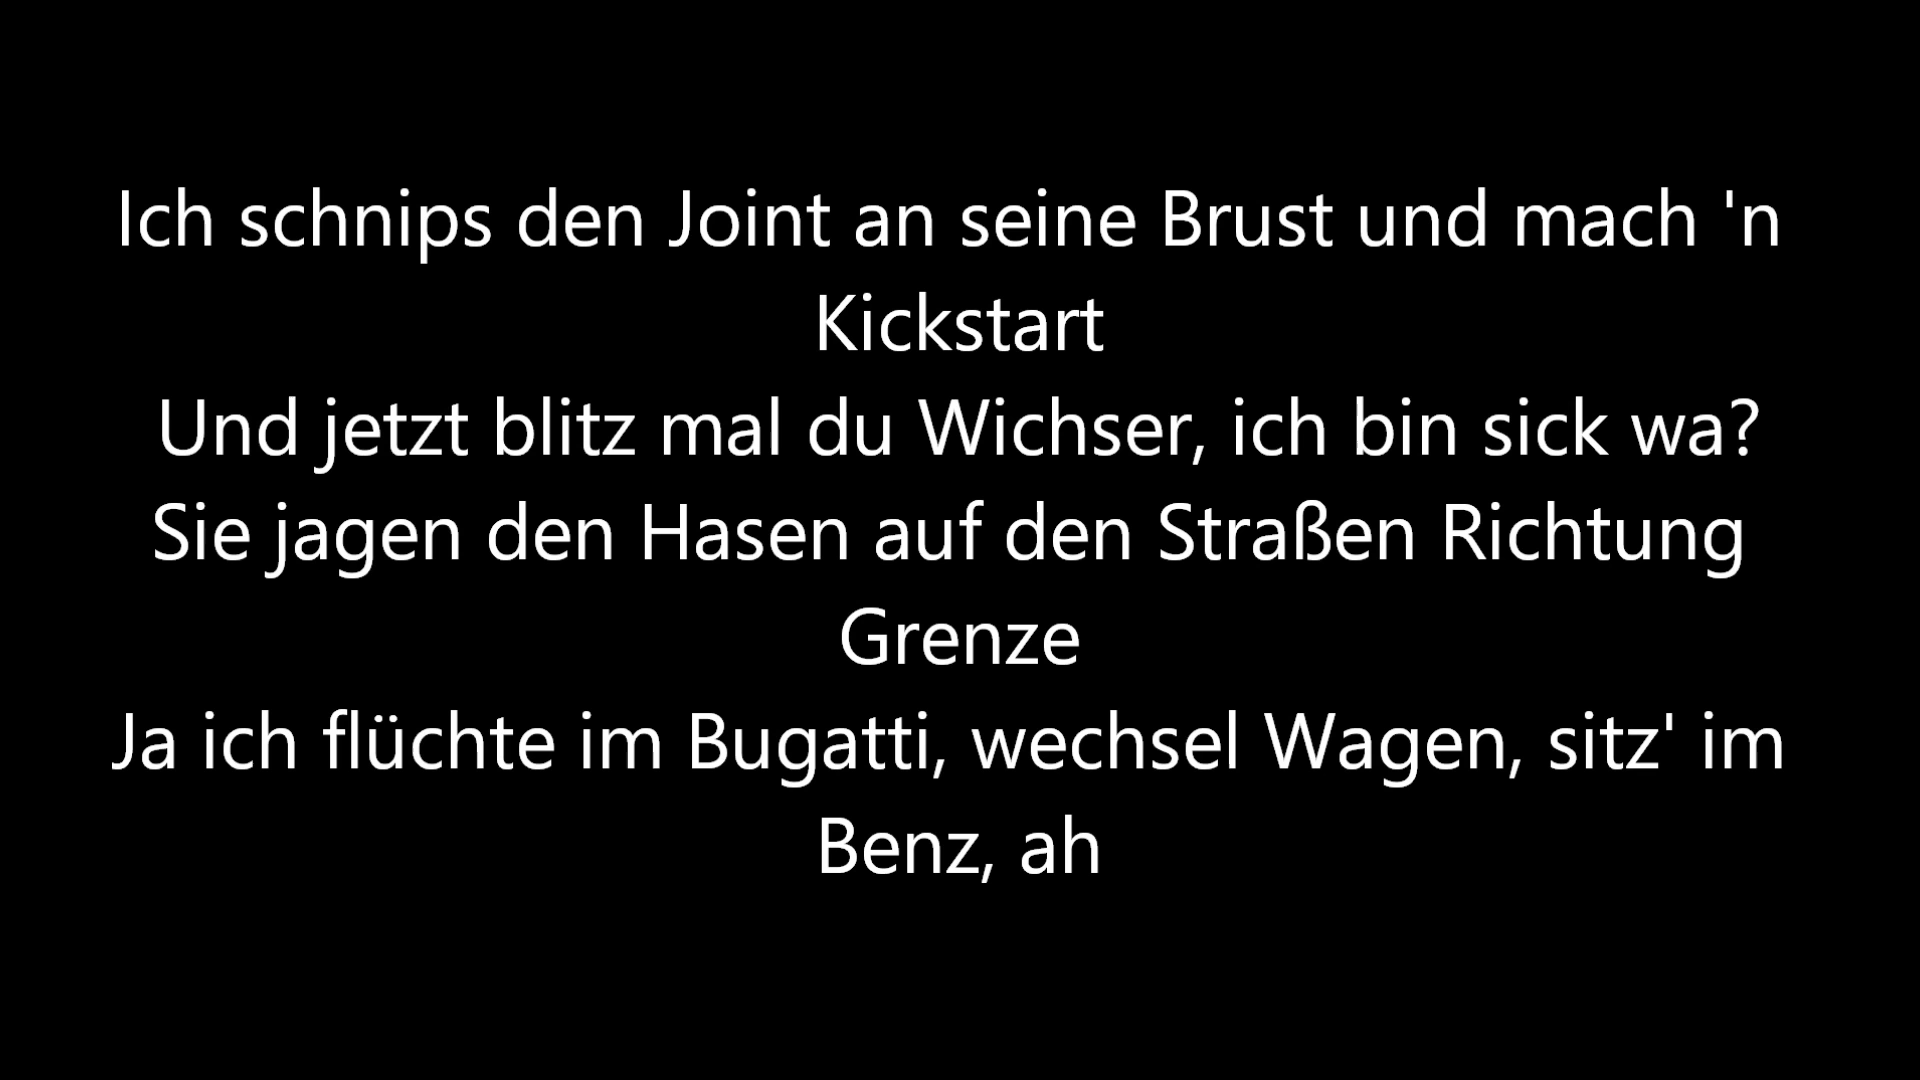 Ich schnips den Joint an seine Brust und mach 'n
Kickstart
Und jetzt blitz mal du Wichser, ich bin sick wa?
Sie jagen den Hasen auf den Straßen Richtung
Grenze
Ja ich flüchte im Bugatti, wechsel Wagen, sitz' im
Benz, ah